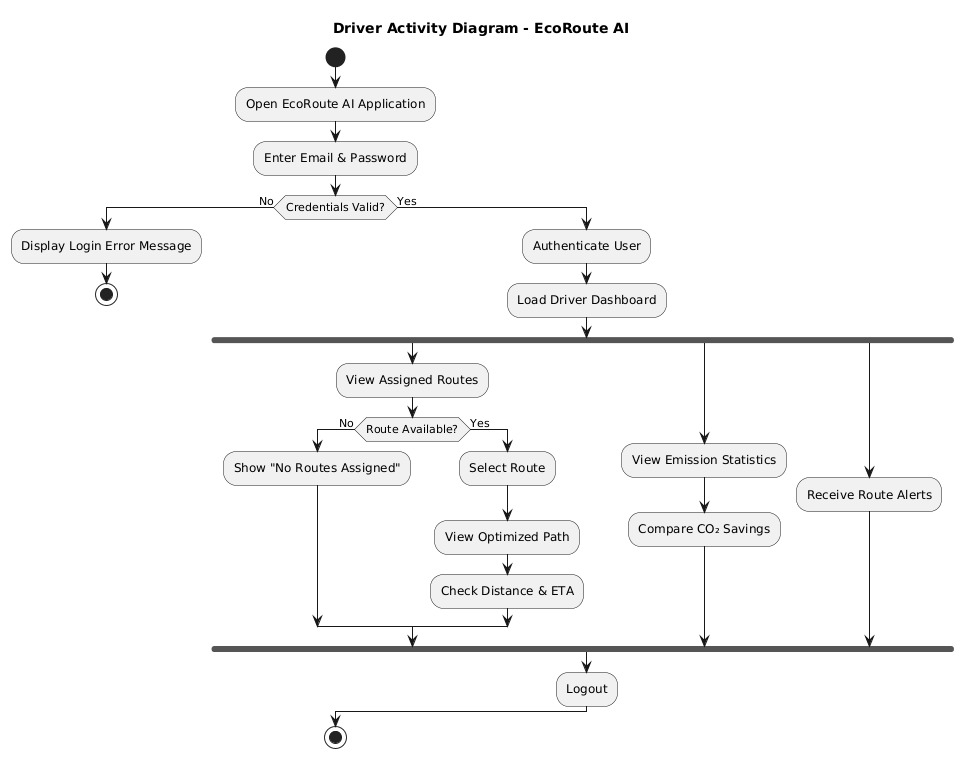 Driver Activity Diagram - EcoRoute AI
Open EcoRoute AI Application
Enter Email & Password
No
Credentials Valid?
Yes
Display Login Error Message
Authenticate User
Load Driver Dashboard
View Assigned Routes
No
Route Available?
Yes
Show "No Routes Assigned"
Select Route
View Optimized Path
Check Distance & ETA
View Emission Statistics
Compare CO₂ Savings
Receive Route Alerts
Logout